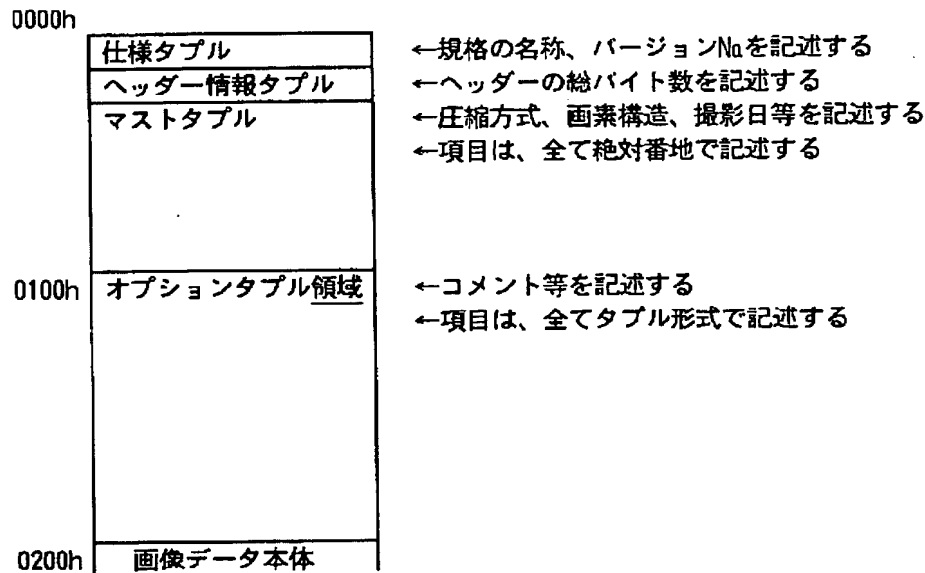 0000h
仕様タプル ←規格の名称、バージョン№を記述する
ヘッダー情報タプル ←ヘッダーの総バイト数を記述する
マストタプル ←圧縮方式、画素構造、撮影日等を記述する
←項目は、全て絶対番地で記述する
0100h オプションタプル領域 ←コメント等を記述する
←項目は、全てタプル形式で記述する
0200h 画像データ本体